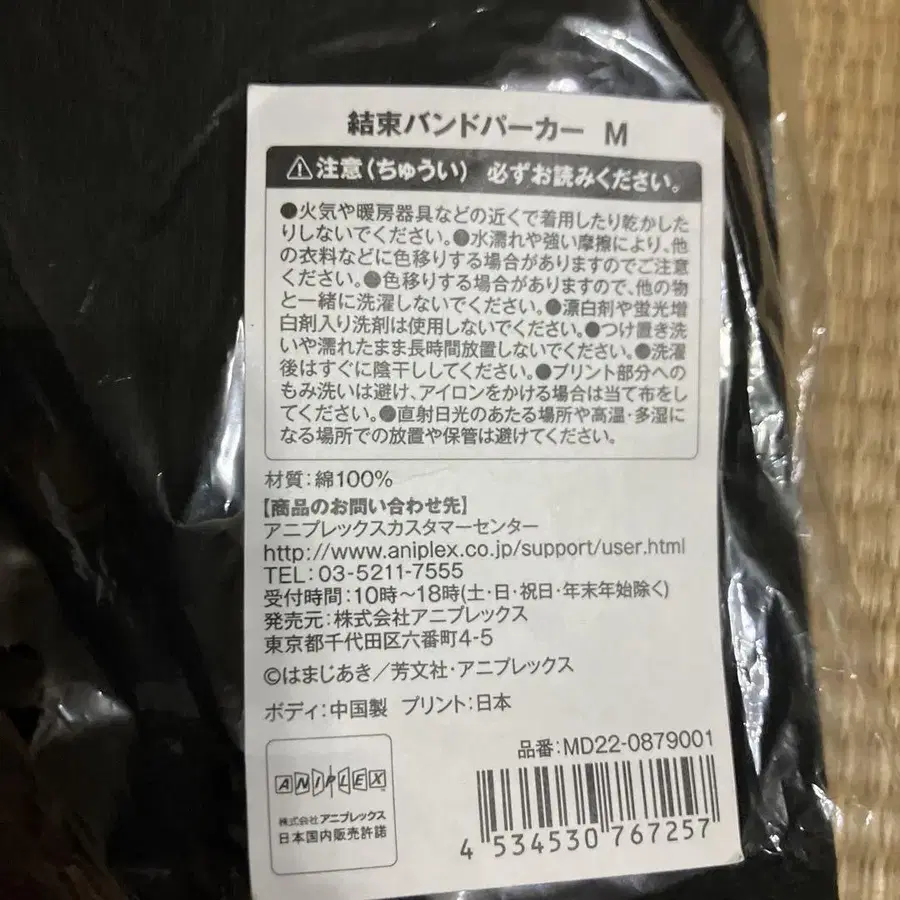 結束バンドパーカー M
⚠注意(ちゅうい) 必ずお読みください。
●火気や暖房器具などの近くで着用したり乾かした
りしないでください。●水濡れや強い摩擦により、他
の衣料などに色移りする場合がありますのでご注意
ください。●色移りする場合がありますので、他の物
と一緒に洗濯しないでください。●漂白剤や蛍光増
白剤入り洗剤は使用しないでください。●つけ置き洗
いや濡れたまま長時間放置しないでください。●洗濯
後はすぐに陰干ししてください。●プリント部分への
もみ洗いは避け、アイロンをかける場合は当て布をし
てください。●直射日光のあたる場所や高温・多湿に
なる場所での放置や保管は避けてください。
材質:綿100%
【商品のお問い合わせ先】
アニプレックスカスタマーセンター
http://www.aniplex.co.jp/support/user.html
TEL:03-5211-7555
受付時間:10時〜18時(土・日・祝日・年末年始除く)
発売元:株式会社アニプレックス
東京都千代田区六番町4-5
©はまじあき/芳文社・アニプレックス
ボディ:中国製 プリント:日本
品番:MD22-0879001
ANIPLEX
株式会社アニプレックス
日本国内販売許諾
4 534530 767257